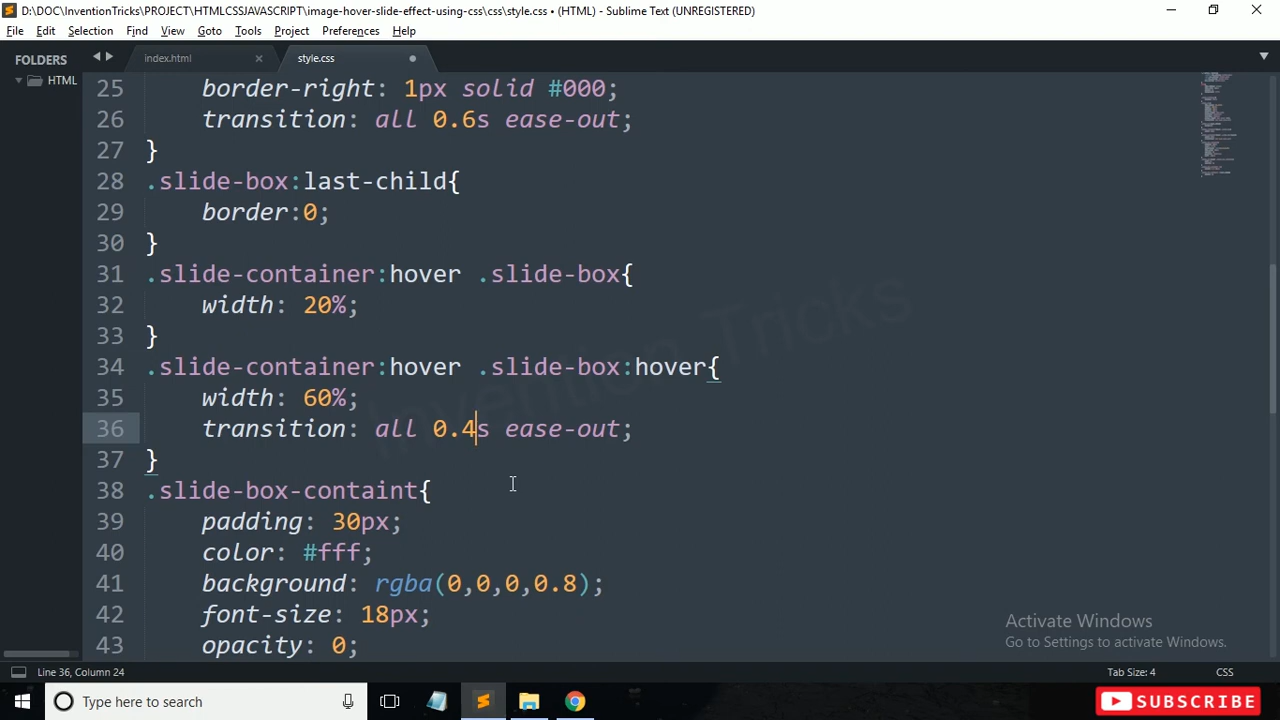 D:\DOC\InventionTricks\PROJECT\HTMLCSSJAVASCRIPT\image-hover-slide-effect-using-css\css\style.css • (HTML) - Sublime Text (UNREGISTERED)
File Edit Selection Find View Goto Tools Project Preferences Help
FOLDERS
index.html
style.css
HTML
25 border-right: 1px solid #000;
26 transition: all 0.6s ease-out;
27 }
28 .slide-box:last-child{
29 border:0;
30 }
31 .slide-container:hover .slide-box{
32 width: 20%;
33 }
34 .slide-container:hover .slide-box:hover{
35 width: 60%;
36 transition: all 0.4s ease-out;
37 }
38 .slide-box-containt{
39 padding: 30px;
40 color: #fff;
41 background: rgba(0,0,0,0.8);
42 font-size: 18px;
43 opacity: 0;
Invention Tricks
Activate Windows
Go to Settings to activate Windows.
Line 36, Column 24
Tab Size: 4
CSS
Type here to search
SUBSCRIBE